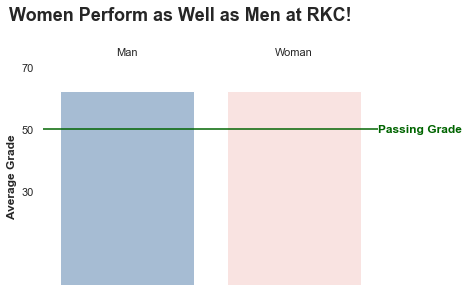 Women Perform as Well as Men at RKC!
Man Woman
70
50
30
Passing Grade
Average Grade